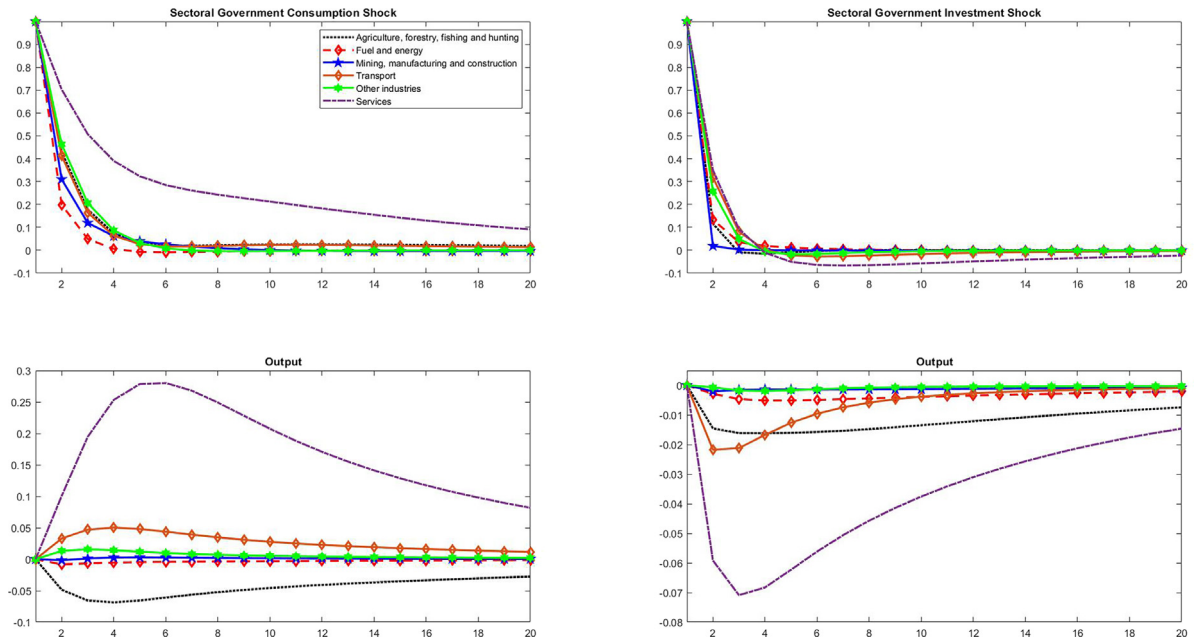 Sectoral Government Consumption Shock
0.9
0.8
0.7
0.6
0.5
0.4
0.3
0.2
0.1
0
-0.1
2 4 6 8 10 12 14 16 18 20
Agriculture, forestry, fishing and hunting
Fuel and energy
Mining, manufacturing and construction
Transport
Other industries
Services
Sectoral Government Investment Shock
0.9
0.8
0.7
0.6
0.5
0.4
0.3
0.2
0.1
0
-0.1
2 4 6 8 10 12 14 16 18 20
Output
0.3
0.25
0.2
0.15
0.1
0.05
0
-0.05
-0.1
2 4 6 8 10 12 14 16 18 20
Output
0
-0.01
-0.02
-0.03
-0.04
-0.05
-0.06
-0.07
-0.08
2 4 6 8 10 12 14 16 18 20